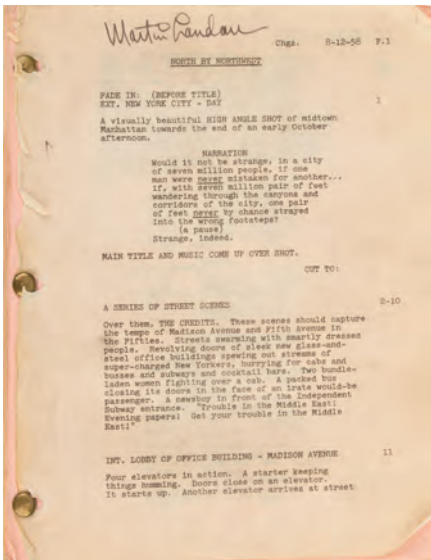 Martin Landau
Chgs. 8-12-58 P.1
NORTH BY NORTHWEST
FADE IN: (BEFORE TITLE)
EXT. NEW YORK CITY - DAY 1
A visually beautiful HIGH ANGLE SHOT of midtown
Manhattan towards the end of an early October
afternoon.
NARRATION
Would it not be strange, in a city
of seven million people, if one
man were never mistaken for another...
if, with seven million pair of feet
wandering through the canyons and
corridors of the city, one pair
of feet never by chance strayed
into the wrong footsteps?
(a pause)
Strange, indeed.
MAIN TITLE AND MUSIC COME UP OVER SHOT.
CUT TO:
A SERIES OF STREET SCENES 2-10
Over them, THE CREDITS. These scenes should capture
the tempo of Madison Avenue and Fifth Avenue in
the Fifties. Streets swarming with smartly dressed
people. Revolving doors of sleek new glass-and-
steel office buildings spewing out streams of
super-charged New Yorkers, hurrying for cabs and
busses and subways and cocktail bars. Two bundle-
laden women fighting over a cab. A packed bus
closing its doors in the face of an irate would-be
passenger. A newsboy in front of the Independent
Subway entrance. "Trouble in the Middle East!
Evening papers! Get your trouble in the Middle
East!"
INT. LOBBY OF OFFICE BUILDING - MADISON AVENUE 11
Four elevators in action. A starter keeping
things humming. Doors close on an elevator.
It starts up. Another elevator arrives at street